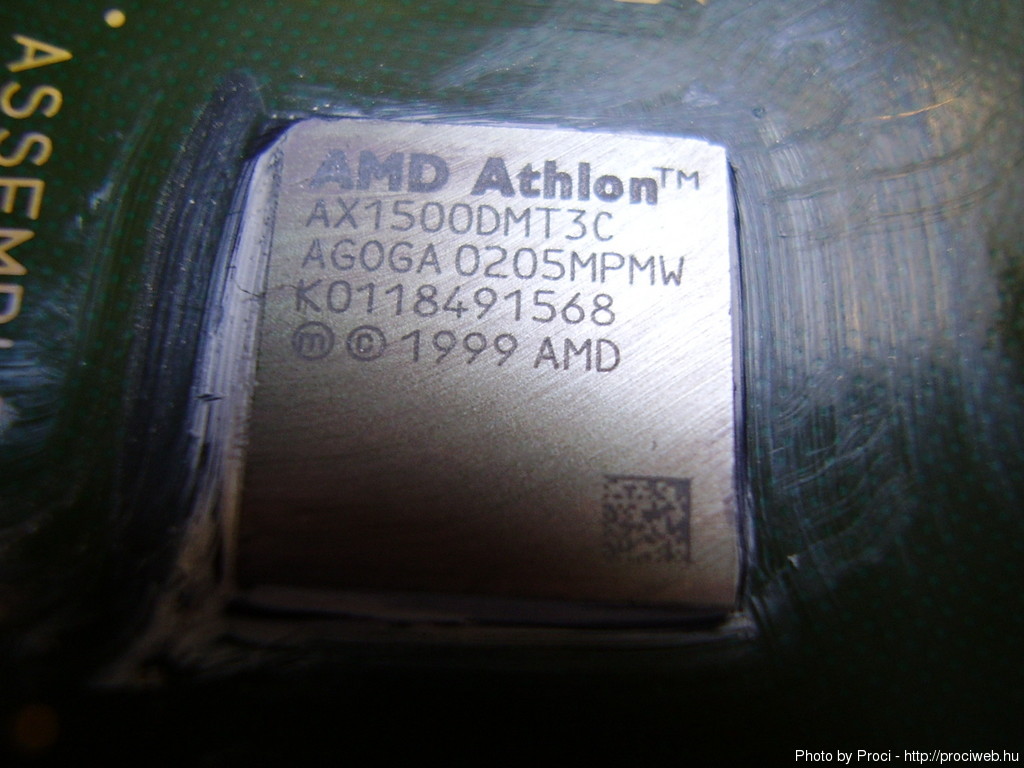 AMD Athlon™
AX1500DMT3C
AGOGA 0205MPMW
K0118491568
ⓜ © 1999 AMD
Photo by Proci - http://prociweb.hu